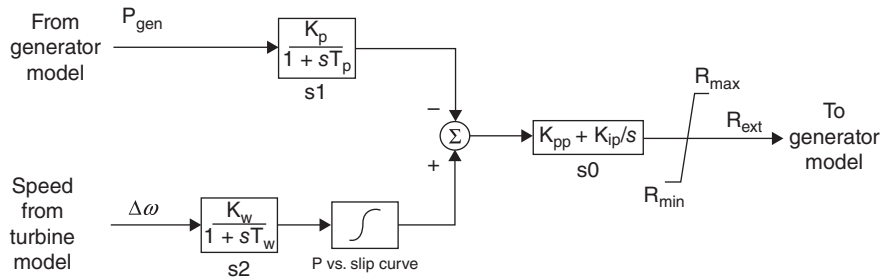 From
generator
model
P_gen
K_p
1 + sT_p
s1
−
Σ
+
K_pp + K_ip/s
s0
R_max
R_min
R_ext
To
generator
model
Speed
from
turbine
model
Δω
K_w
1 + sT_w
s2
P vs. slip curve